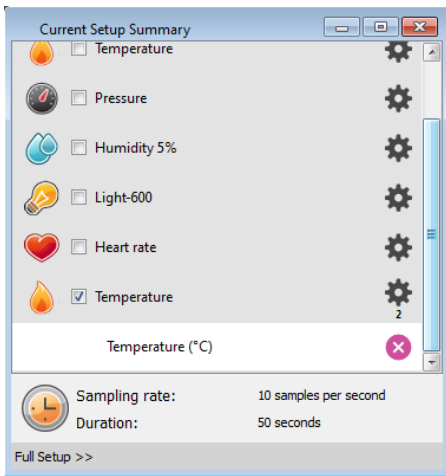 Current Setup Summary
Temperature
Pressure
Humidity 5%
Light-600
Heart rate
Temperature
2
Temperature (°C)
Sampling rate: 10 samples per second
Duration: 50 seconds
Full Setup >>